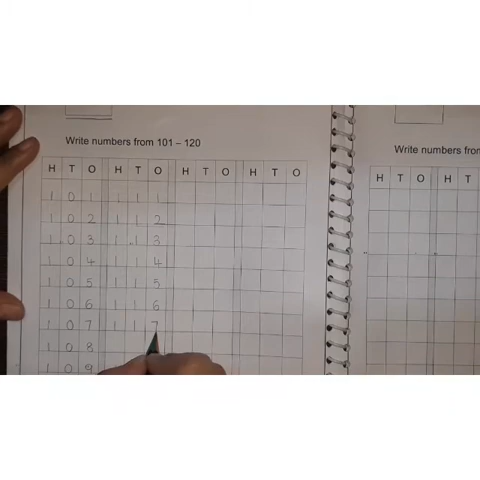 Write numbers from 101 – 120
Write numbers from
H T O H T O H T O H T O
H T O H T
1 0 1 1 1 1
1 0 2 1 1 2
1 0 3 1 1 3
1 0 4 1 1 4
1 0 5 1 1 5
1 0 6 1 1 6
1 0 7 1 1 7
1 0 8
1 0 9